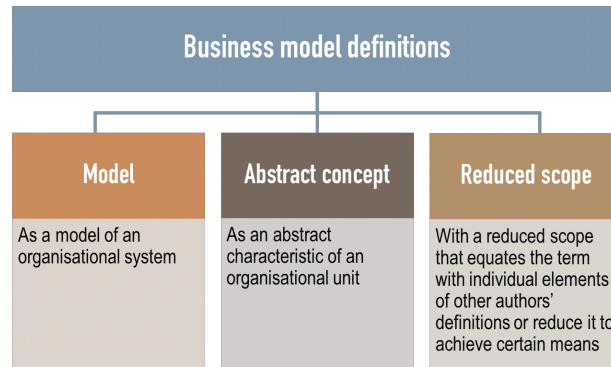 Business model definitions
Model
Abstract concept
Reduced scope
As a model of an
organisational system
As an abstract
characteristic of an
organisational unit
With a reduced scope
that equates the term
with individual elements
of other authors’
definitions or reduce it to
achieve certain means